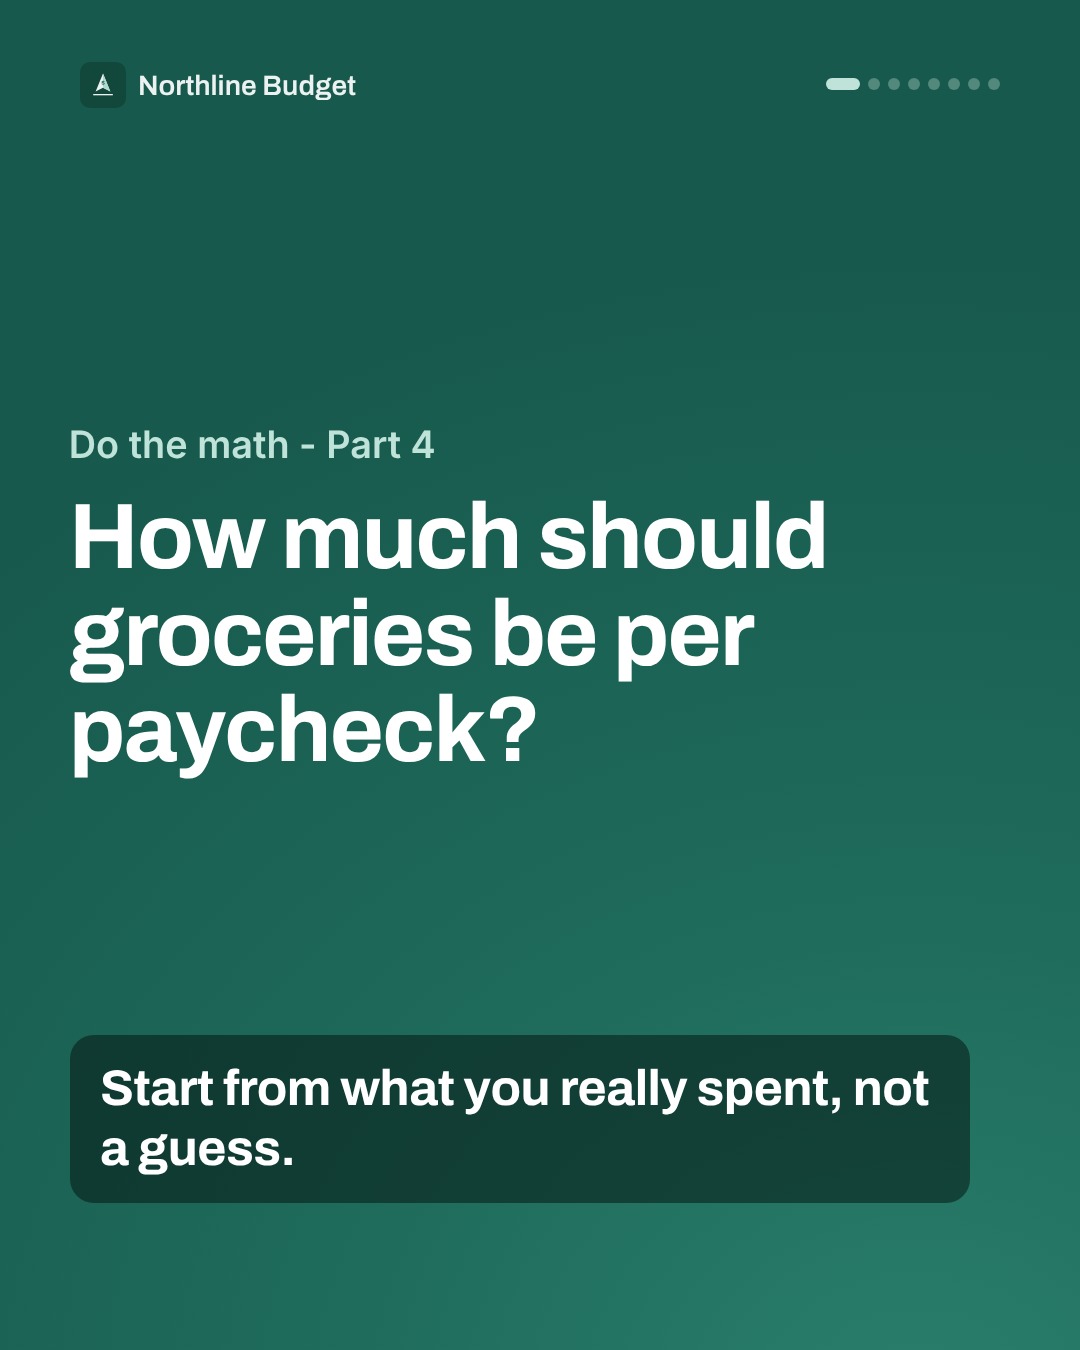 Northline Budget
Do the math - Part 4
How much should
groceries be per
paycheck?
Start from what you really spent, not
a guess.